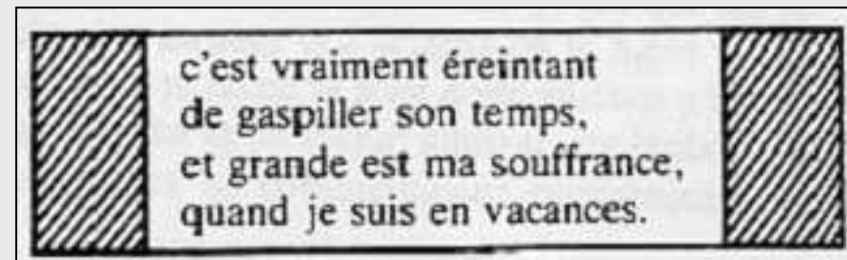 c'est vraiment éreintant
de gaspiller son temps,
et grande est ma souffrance,
quand je suis en vacances.